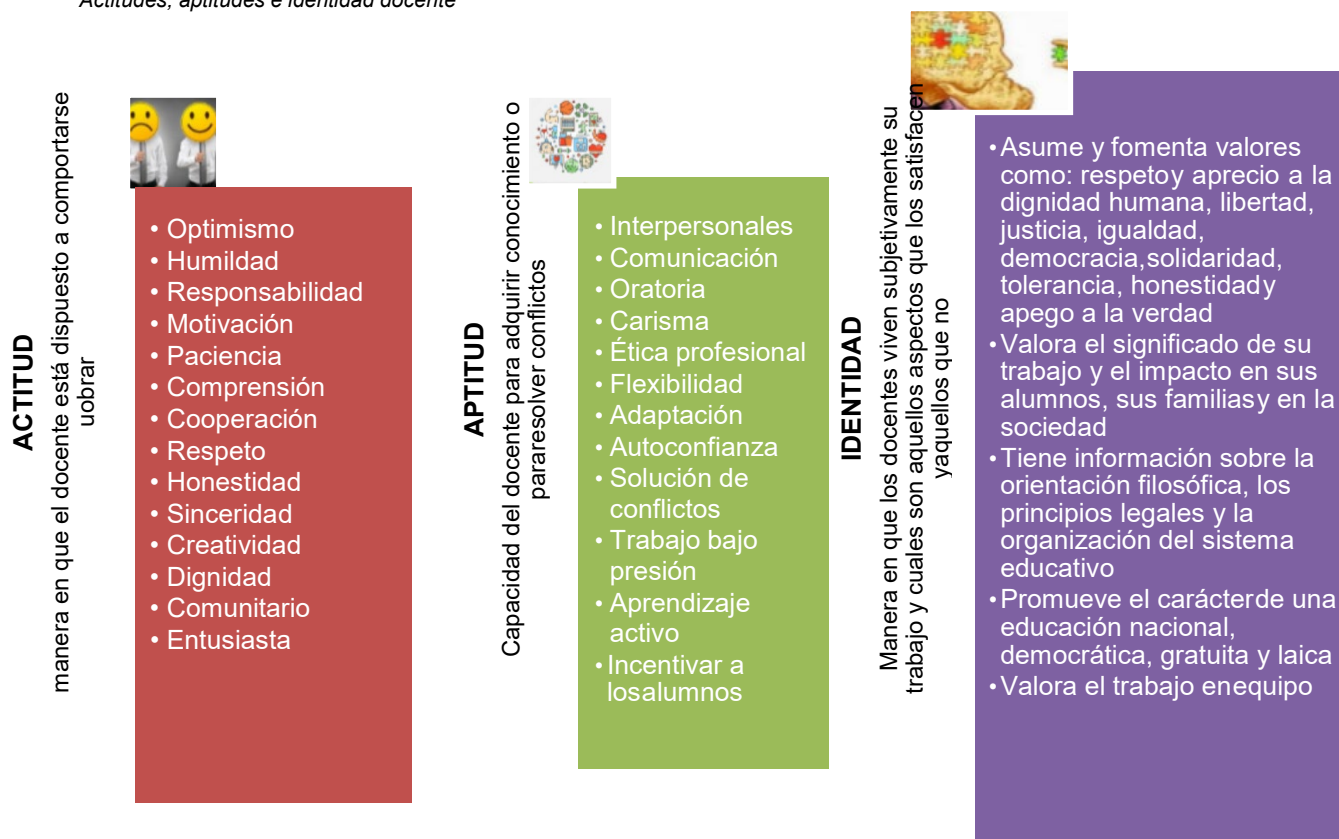 Actitudes, aptitudes e identidad docente
ACTITUD
manera en que el docente está dispuesto a comportarse
uobrar
• Optimismo
• Humildad
• Responsabilidad
• Motivación
• Paciencia
• Comprensión
• Cooperación
• Respeto
• Honestidad
• Sinceridad
• Creatividad
• Dignidad
• Comunitario
• Entusiasta
APTITUD
Capacidad del docente para adquirir conocimiento o
pararesolver conflictos
• Interpersonales
• Comunicación
• Oratoria
• Carisma
• Ética profesional
• Flexibilidad
• Adaptación
• Autoconfianza
• Solución de
conflictos
• Trabajo bajo
presión
• Aprendizaje
activo
• Incentivar a
losalumnos
IDENTIDAD
Manera en que los docentes viven subjetivamente su
trabajo y cuales son aquellos aspectos que los satisfacen
yaquellos que no
• Asume y fomenta valores
como: respetoy aprecio a la
dignidad humana, libertad,
justicia, igualdad,
democracia,solidaridad,
tolerancia, honestidady
apego a la verdad
• Valora el significado de su
trabajo y el impacto en sus
alumnos, sus familiasy en la
sociedad
• Tiene información sobre la
orientación filosófica, los
principios legales y la
organización del sistema
educativo
• Promueve el carácterde una
educación nacional,
democrática, gratuita y laica
• Valora el trabajo enequipo